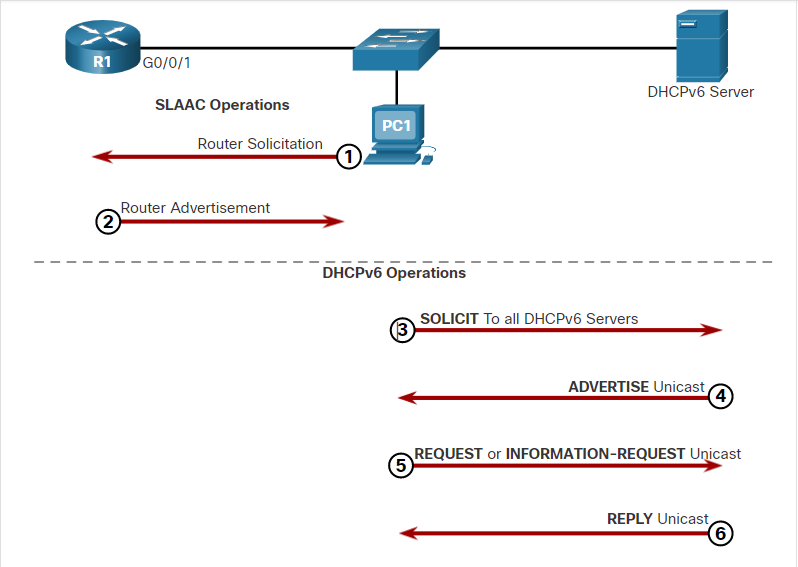 R1
G0/0/1
DHCPv6 Server
SLAAC Operations
PC1
Router Solicitation
1
Router Advertisement
2
DHCPv6 Operations
SOLICIT To all DHCPv6 Servers
3
ADVERTISE Unicast
4
REQUEST or INFORMATION-REQUEST Unicast
5
REPLY Unicast
6